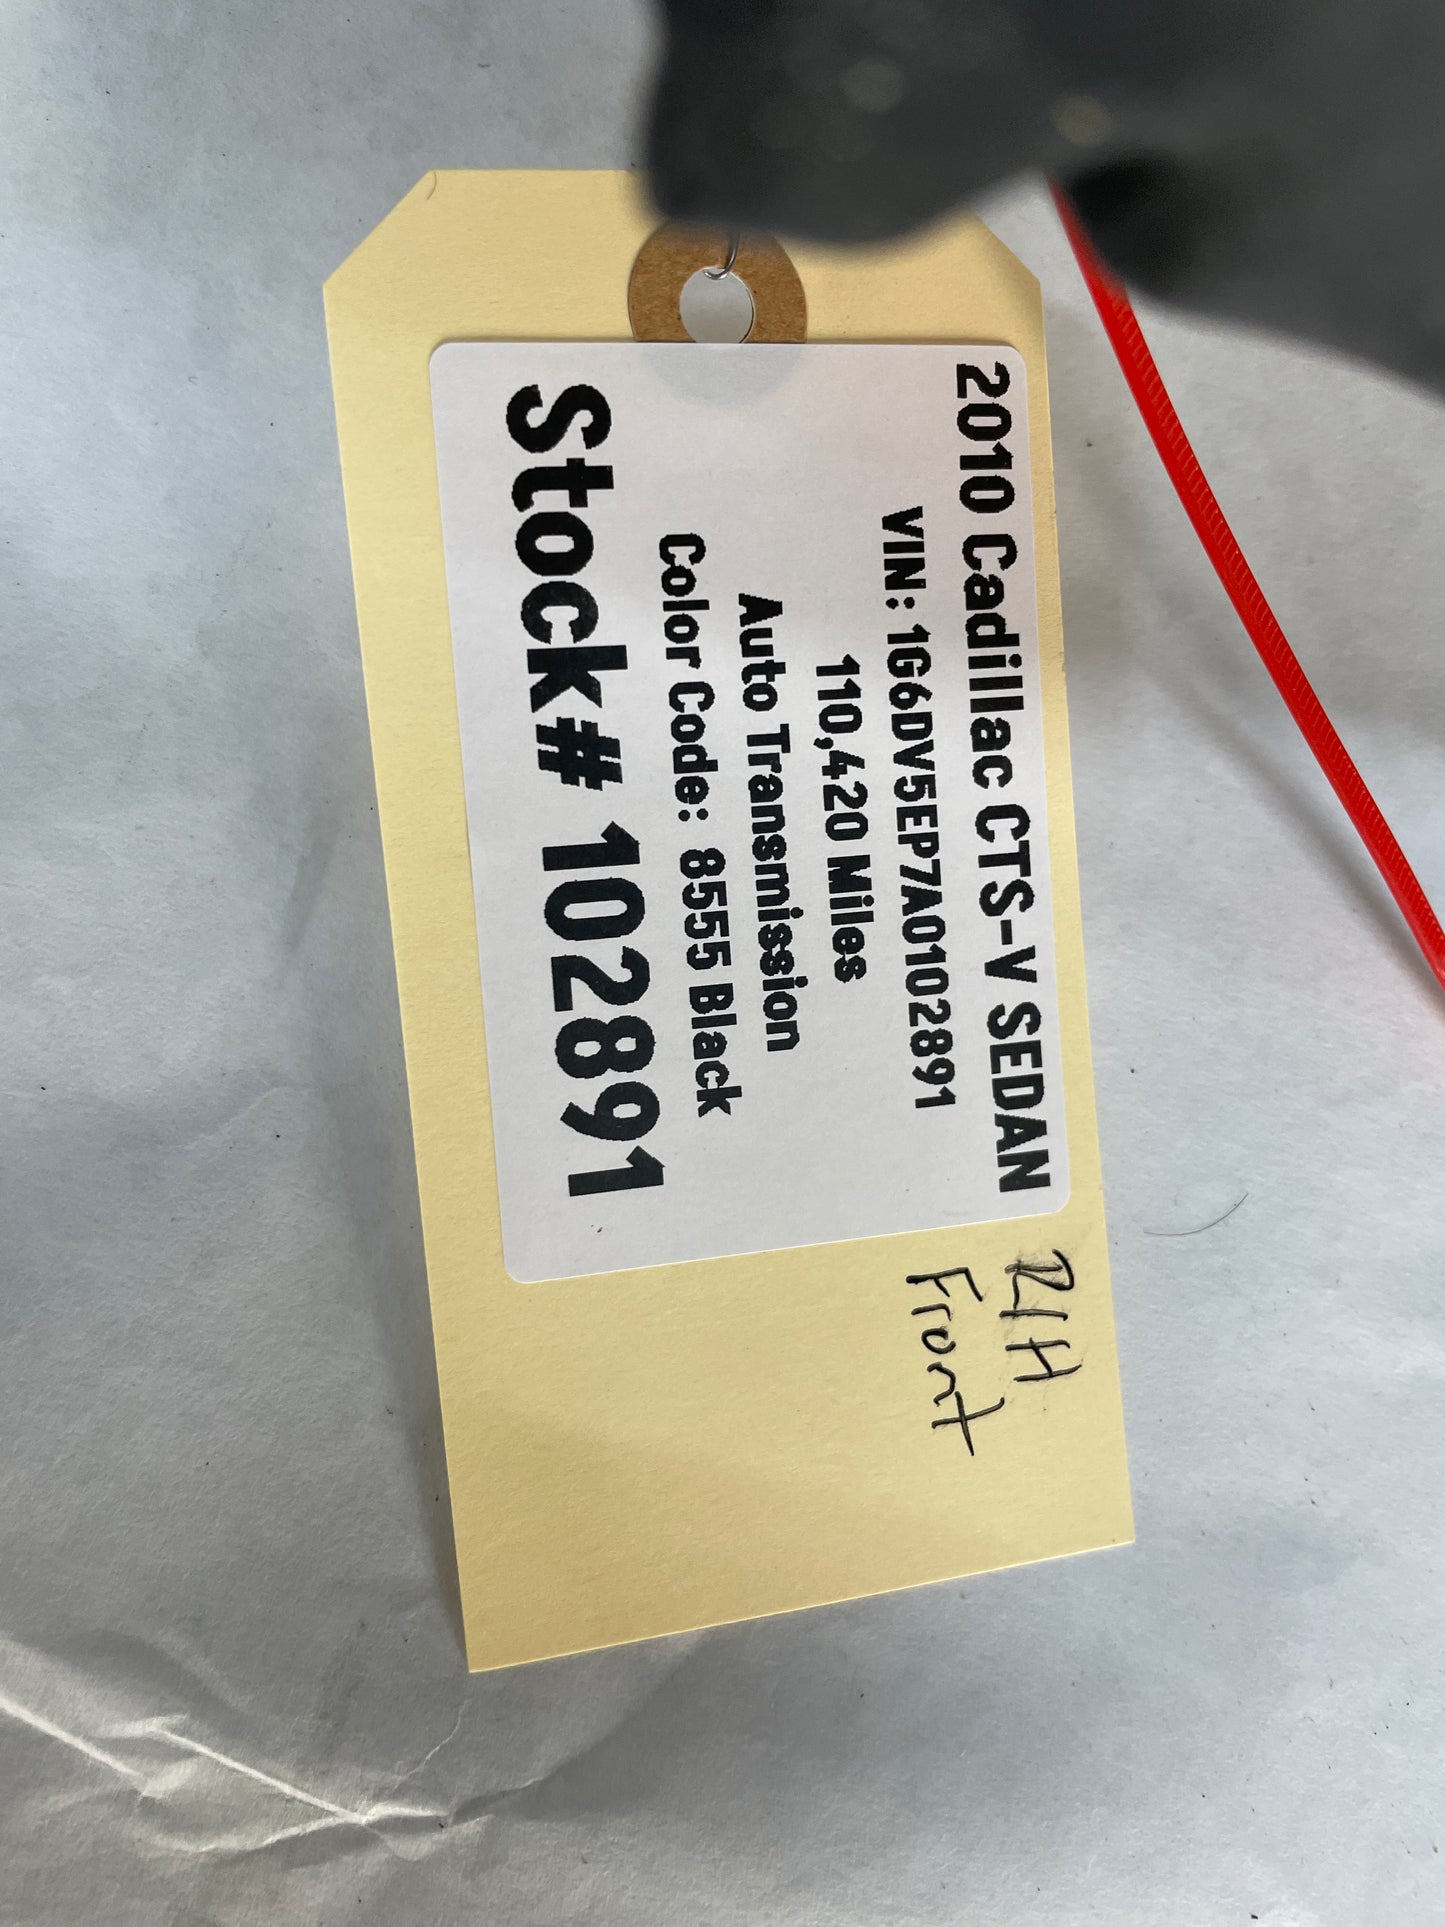 2010 Cadillac CTS-V SEDAN
VIN: 1G6DV5EP7A0102891
110,420 Miles
Auto Transmission
Color Code: 8555 Black
Stock# 102891
RH
Front